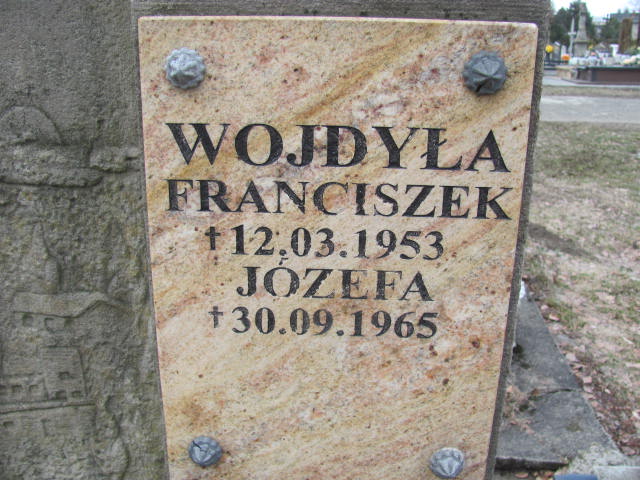 WOJDYŁA
FRANCISZEK
†12.03.1953
JÓZEFA
†30.09.1965